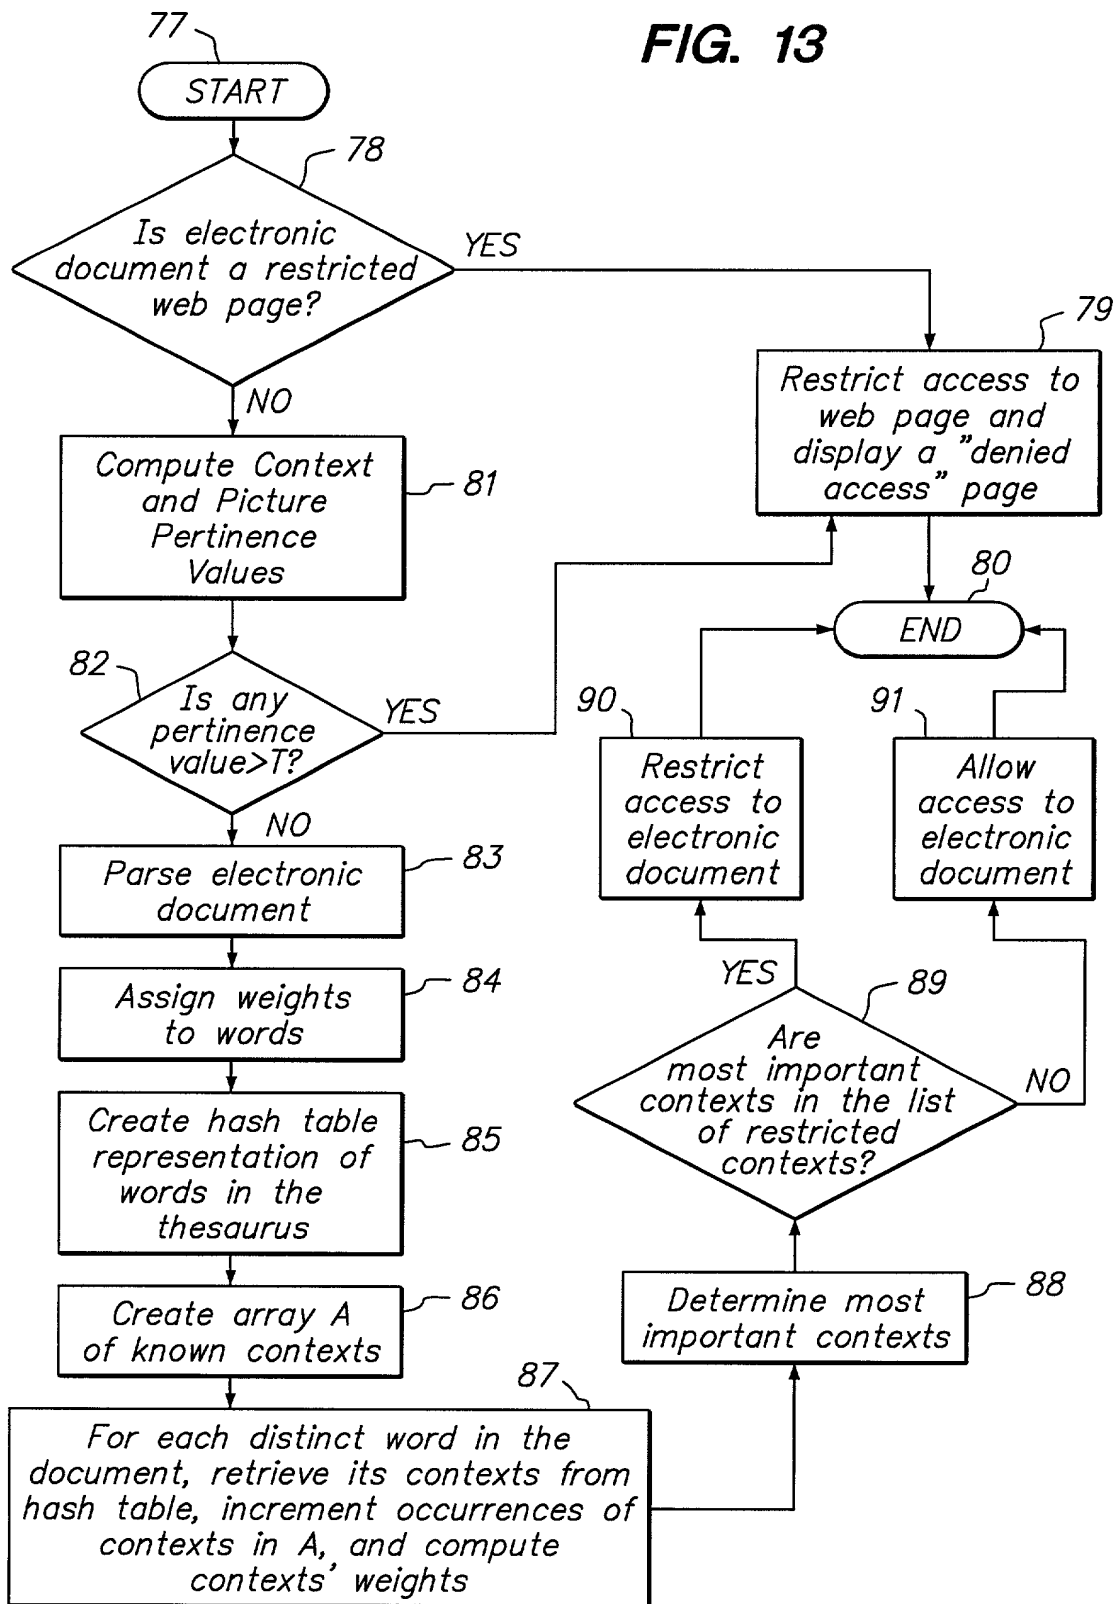 FIG. 13
77
START
78
Is electronic
document a restricted
web page?
YES
NO
79
Restrict access to
web page and
display a "denied
access" page
Compute Context
and Picture
Pertinence
Values
81
80
END
82
Is any
pertinence
value>T?
YES
NO
90
Restrict
access to
electronic
document
91
Allow
access to
electronic
document
Parse electronic
document
83
Assign weights
to words
84
YES
89
Are
most important
contexts in the list
of restricted
contexts?
NO
Create hash table
representation of
words in the
thesaurus
85
Create array A
of known contexts
86
Determine most
important contexts
88
87
For each distinct word in the
document, retrieve its contexts from
hash table, increment occurrences of
contexts in A, and compute
contexts' weights